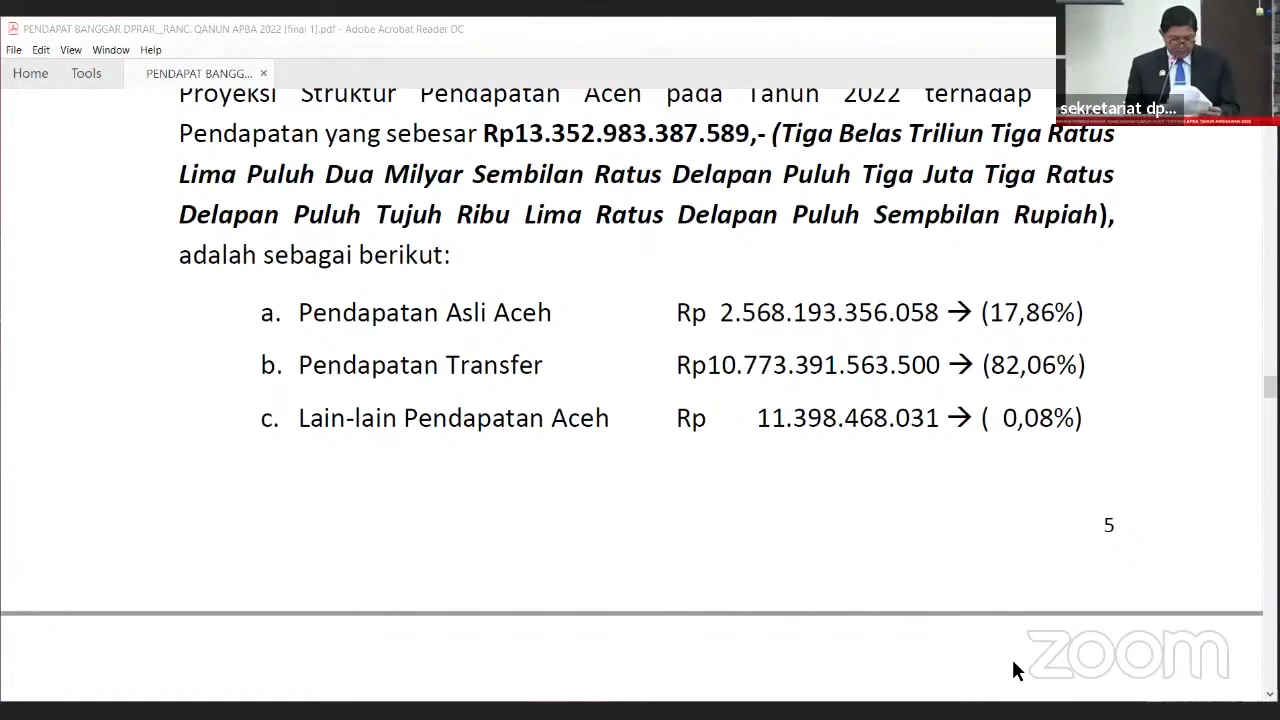 PENDAPAT BANGGAR DPRAR__RANC. QANUN APBA 2022 [final 1].pdf - Adobe Acrobat Reader DC
File Edit View Window Help
Home Tools PENDAPAT BANGG... ×
sekretariat dp...
Proyeksi Struktur Pendapatan Aceh pada Tahun 2022 terhadap
Pendapatan yang sebesar Rp13.352.983.387.589,- (Tiga Belas Triliun Tiga Ratus
Lima Puluh Dua Milyar Sembilan Ratus Delapan Puluh Tiga Juta Tiga Ratus
Delapan Puluh Tujuh Ribu Lima Ratus Delapan Puluh Sempbilan Rupiah),
adalah sebagai berikut:
a. Pendapatan Asli Aceh Rp 2.568.193.356.058 → (17,86%)
b. Pendapatan Transfer Rp10.773.391.563.500 → (82,06%)
c. Lain-lain Pendapatan Aceh Rp 11.398.468.031 → ( 0,08%)
5
zoom